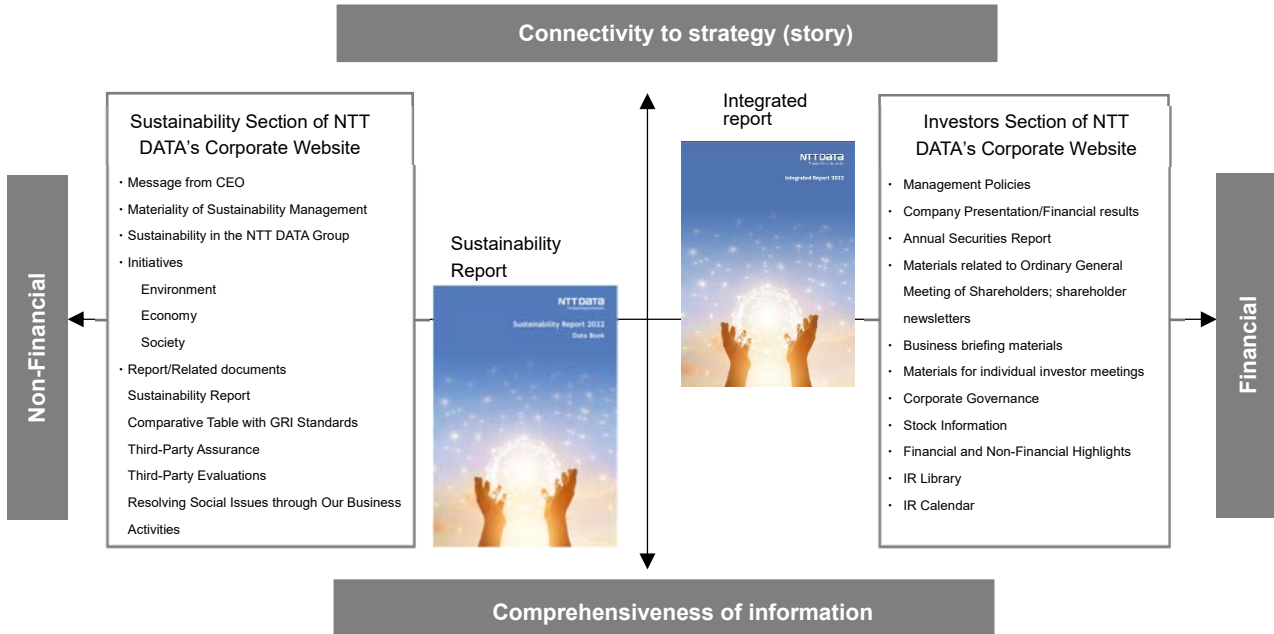 Connectivity to strategy (story)
Non-Financial
Sustainability Section of NTT
DATA’s Corporate Website
・Message from CEO
・Materiality of Sustainability Management
・Sustainability in the NTT DATA Group
・Initiatives
Environment
Economy
Society
・Report/Related documents
Sustainability Report
Comparative Table with GRI Standards
Third-Party Assurance
Third-Party Evaluations
Resolving Social Issues through Our Business
Activities
Sustainability
Report
NTT DATA
Sustainability Report 2022
Data Book
Integrated
report
NTT DATA
Integrated Report 2022
Investors Section of NTT
DATA’s Corporate Website
・ Management Policies
・ Company Presentation/Financial results
・ Annual Securities Report
・ Materials related to Ordinary General
Meeting of Shareholders; shareholder
newsletters
・ Business briefing materials
・ Materials for individual investor meetings
・ Corporate Governance
・ Stock Information
・ Financial and Non-Financial Highlights
・ IR Library
・ IR Calendar
Financial
Comprehensiveness of information